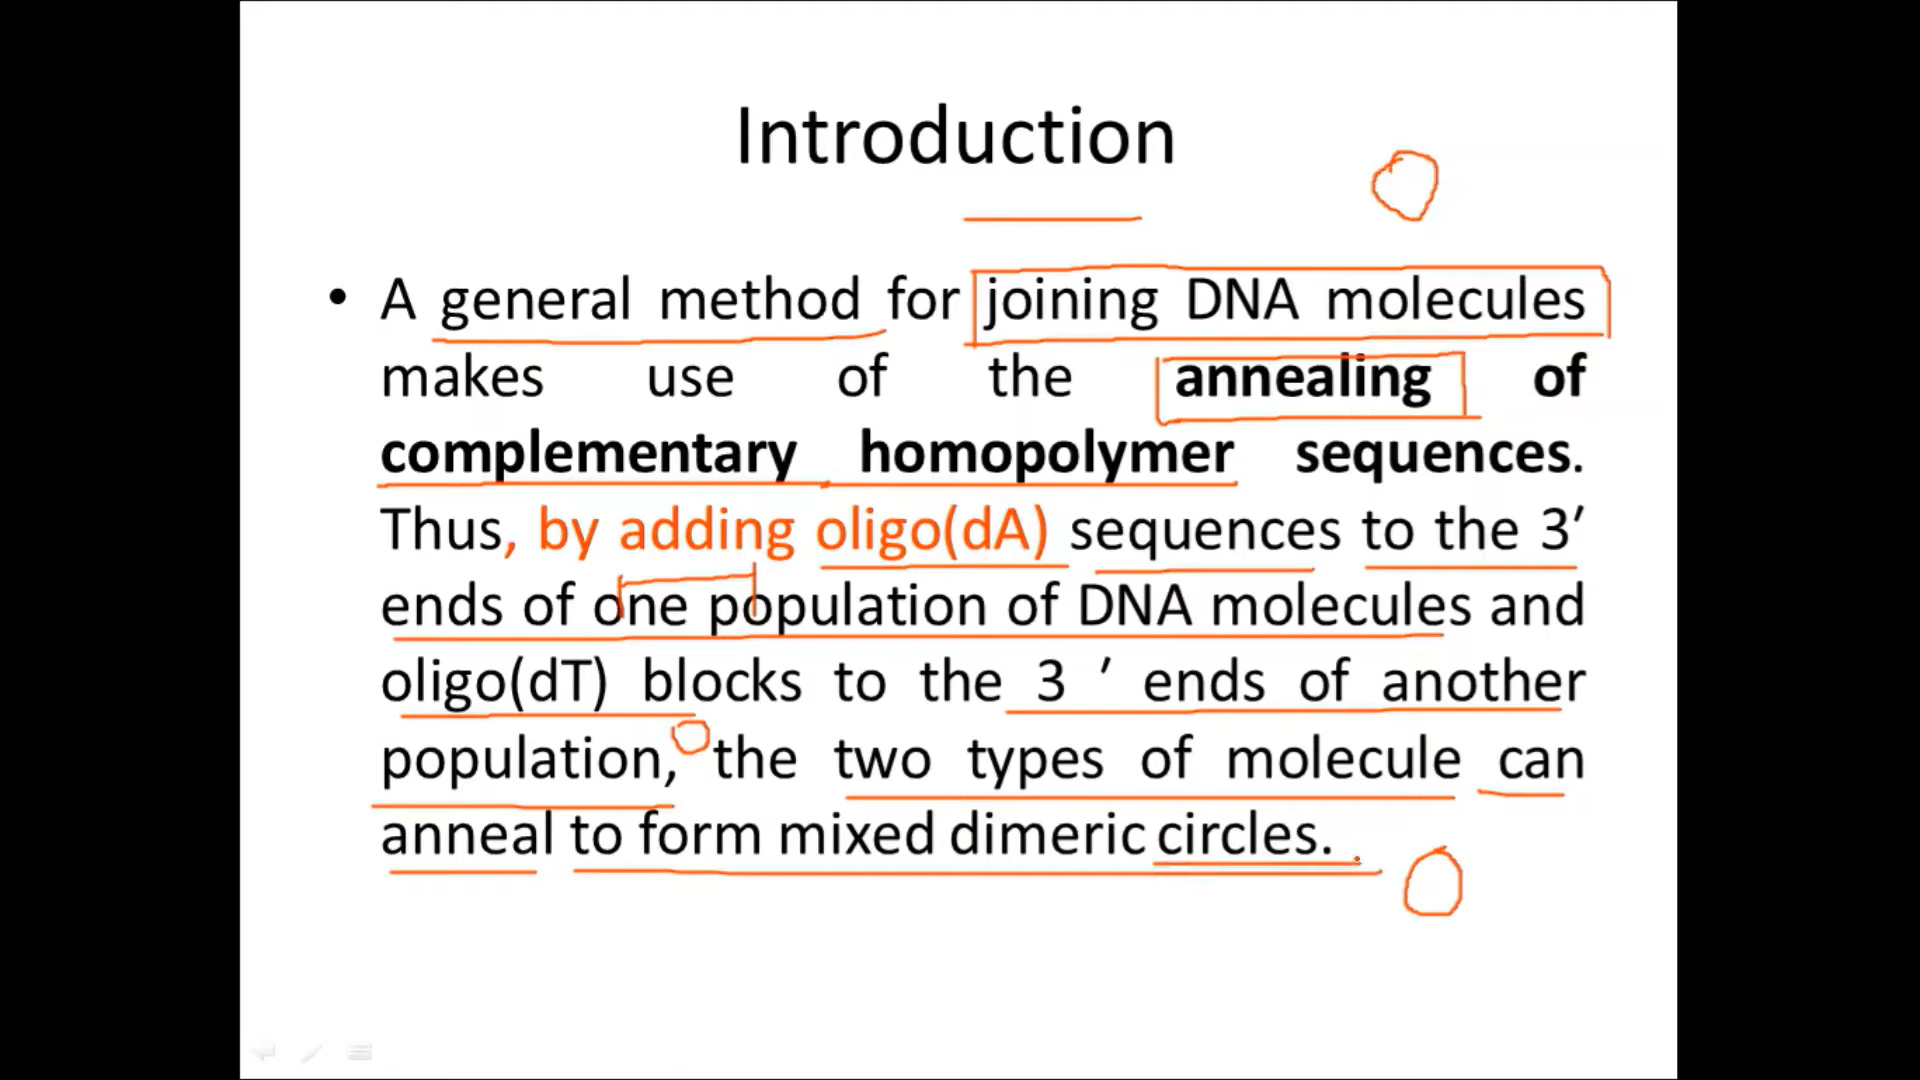 Introduction
• A general method for joining DNA molecules
makes use of the annealing of
complementary homopolymer sequences.
Thus, by adding oligo(dA) sequences to the 3′
ends of one population of DNA molecules and
oligo(dT) blocks to the 3 ′ ends of another
population, the two types of molecule can
anneal to form mixed dimeric circles.